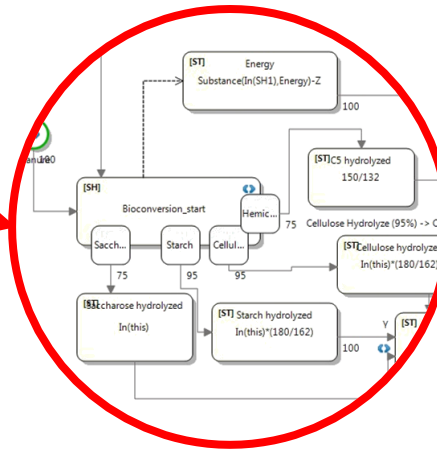 [ST] Energy
Substance(In(SH1),Energy)-Z
100
100
[ST] C5 hydrolyzed
150/132
[SH]
Bioconversion_start
Hemic...
75
Cellulose Hydrolyze (95%) -> C
Sacch...
Starch
Cellul...
75
95
95
[ST] Cellulose hydrolyze
In(this)*(180/162)
[ST] Saccharose hydrolyzed
In(this)
[ST] Starch hydrolyzed
In(this)*(180/162)
100
Y
[ST]